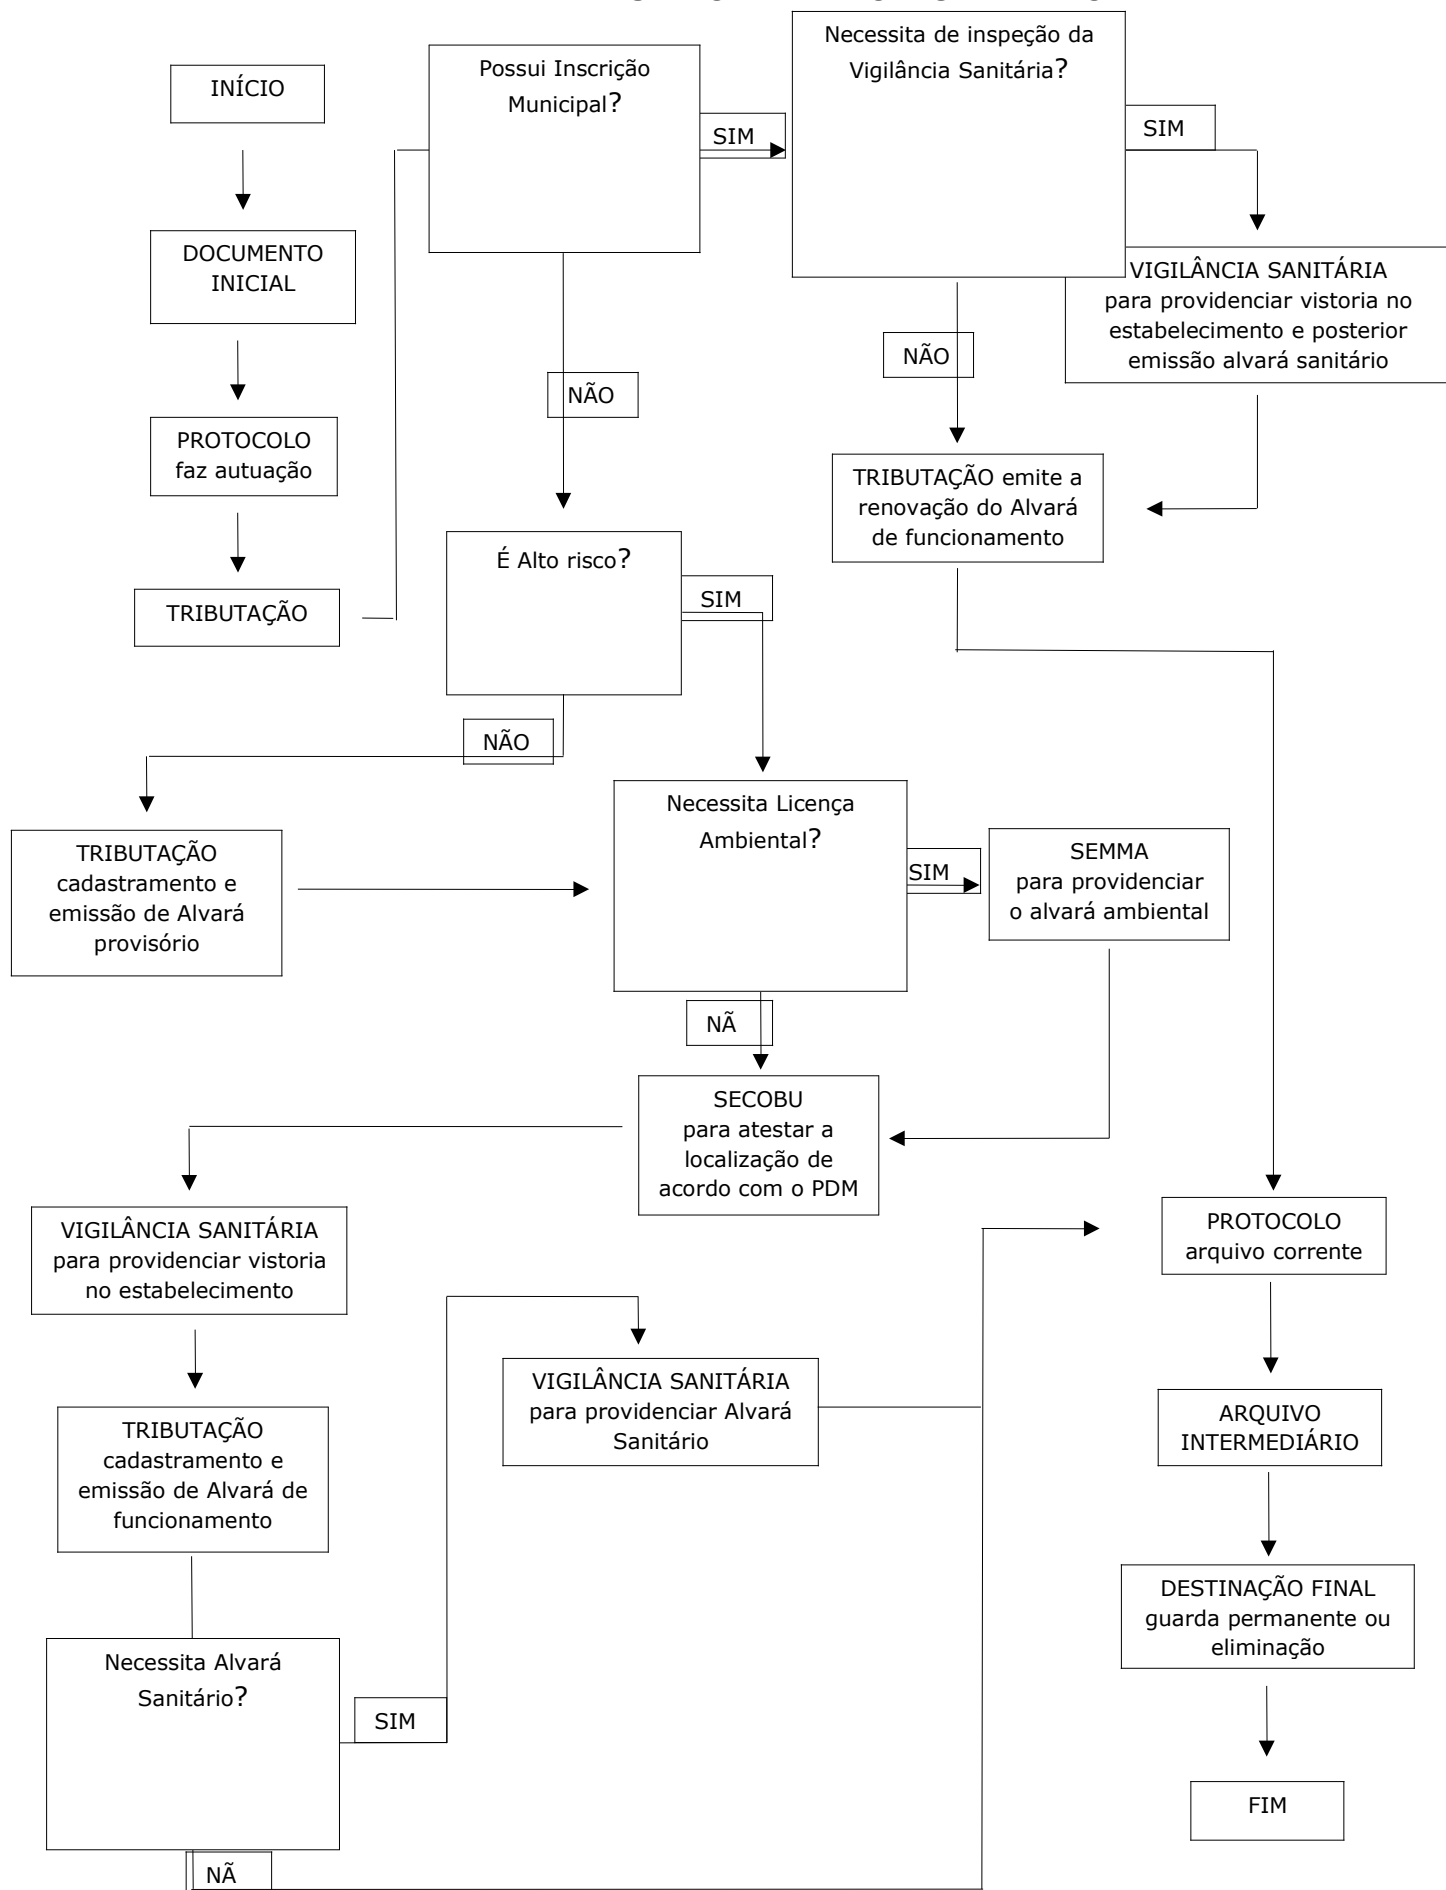 INÍCIO
DOCUMENTO
INICIAL
PROTOCOLO
faz autuação
TRIBUTAÇÃO
Possui Inscrição
Municipal?
SIM
NÃO
Necessita de inspeção da
Vigilância Sanitária?
SIM
NÃO
VIGILÂNCIA SANITÁRIA
para providenciar vistoria no
estabelecimento e posterior
emissão alvará sanitário
TRIBUTAÇÃO emite a
renovação do Alvará
de funcionamento
É Alto risco?
SIM
NÃO
TRIBUTAÇÃO
cadastramento e
emissão de Alvará
provisório
Necessita Licença
Ambiental?
SIM
NÃ
SEMMA
para providenciar
o alvará ambiental
SECOBU
para atestar a
localização de
acordo com o PDM
VIGILÂNCIA SANITÁRIA
para providenciar vistoria
no estabelecimento
TRIBUTAÇÃO
cadastramento e
emissão de Alvará de
funcionamento
Necessita Alvará
Sanitário?
SIM
NÃ
VIGILÂNCIA SANITÁRIA
para providenciar Alvará
Sanitário
PROTOCOLO
arquivo corrente
ARQUIVO
INTERMEDIÁRIO
DESTINAÇÃO FINAL
guarda permanente ou
eliminação
FIM